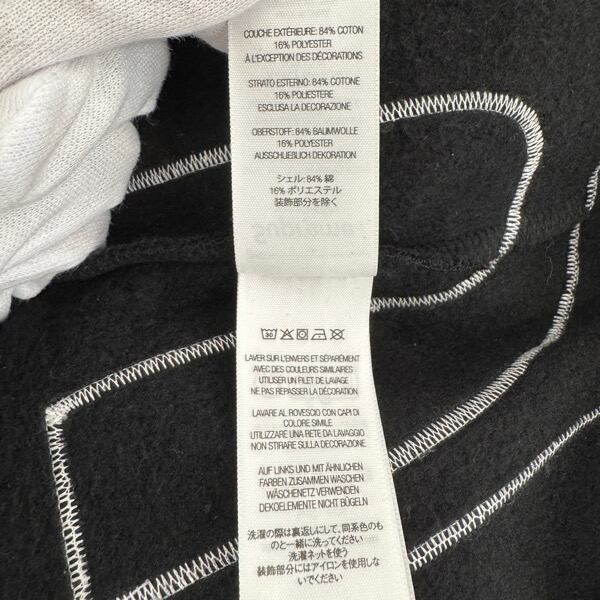 COUCHE EXTÉRIEURE: 84% COTON
16% POLYESTER
À L'EXCEPTION DES DÉCORATIONS
STRATO ESTERNO: 84% COTONE
16% POLIESTERE
ESCLUSA LA DECORAZIONE
OBERSTOFF: 84% BAUMWOLLE
16% POLYESTER
AUSSCHLIEBLICH DEKORATION
シェル: 84% 綿
16% ポリエステル
装飾部分を除く
Supreme
30
LAVER SUR L'ENVERS ET SÉPARÉMENT
AVEC DES COULEURS SIMILAIRES
UTILISER UN FILET DE LAVAGE
NE PAS REPASSER LA DÉCORATION
LAVARE AL ROVESCIO CON CAPI DI
COLORE SIMILE
UTILIZZARE UNA RETE DA LAVAGGIO
NON STIRARE SULLA DECORAZIONE
AUF LINKS UND MIT ÄHNLICHEN
FARBEN ZUSAMMEN WASCHEN
WÄSCHENETZ VERWENDEN
DEKOELEMENTE NICHT BÜGELN
洗濯の際は裏返しにして、同系色のも
のと一緒に洗ってください
洗濯ネットを使う
装飾部分にはアイロンを使用しな
いでください